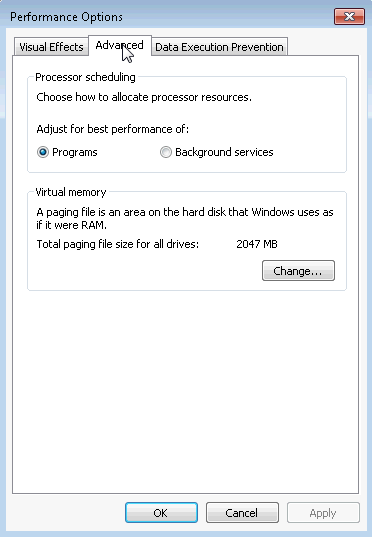 Performance Options
Visual Effects Advanced Data Execution Prevention
Processor scheduling
Choose how to allocate processor resources.
Adjust for best performance of:
Programs Background services
Virtual memory
A paging file is an area on the hard disk that Windows uses as
if it were RAM.
Total paging file size for all drives: 2047 MB
Change...
OK Cancel Apply